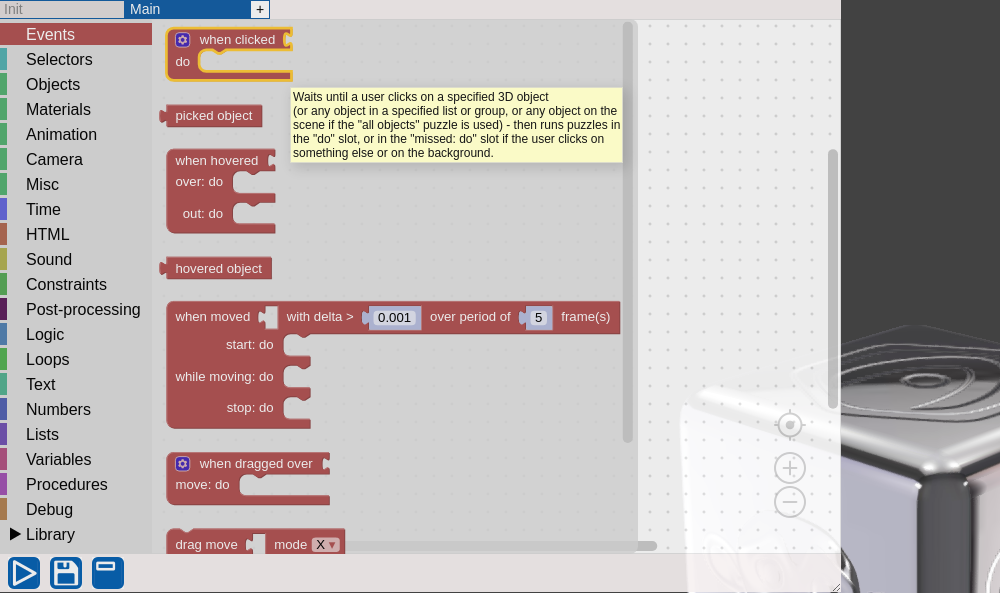 Init
Main
+
Events
Selectors
Objects
Materials
Animation
Camera
Misc
Time
HTML
Sound
Constraints
Post-processing
Logic
Loops
Text
Numbers
Lists
Variables
Procedures
Debug
Library
when clicked
do
Waits until a user clicks on a specified 3D object
(or any object in a specified list or group, or any object on the
scene if the "all objects" puzzle is used) - then runs puzzles in
the "do" slot, or in the "missed: do" slot if the user clicks on
something else or on the background.
picked object
when hovered
over: do
out: do
hovered object
when moved with delta > 0.001 over period of 5 frame(s)
start: do
while moving: do
stop: do
when dragged over
move: do
drag move mode X ▾